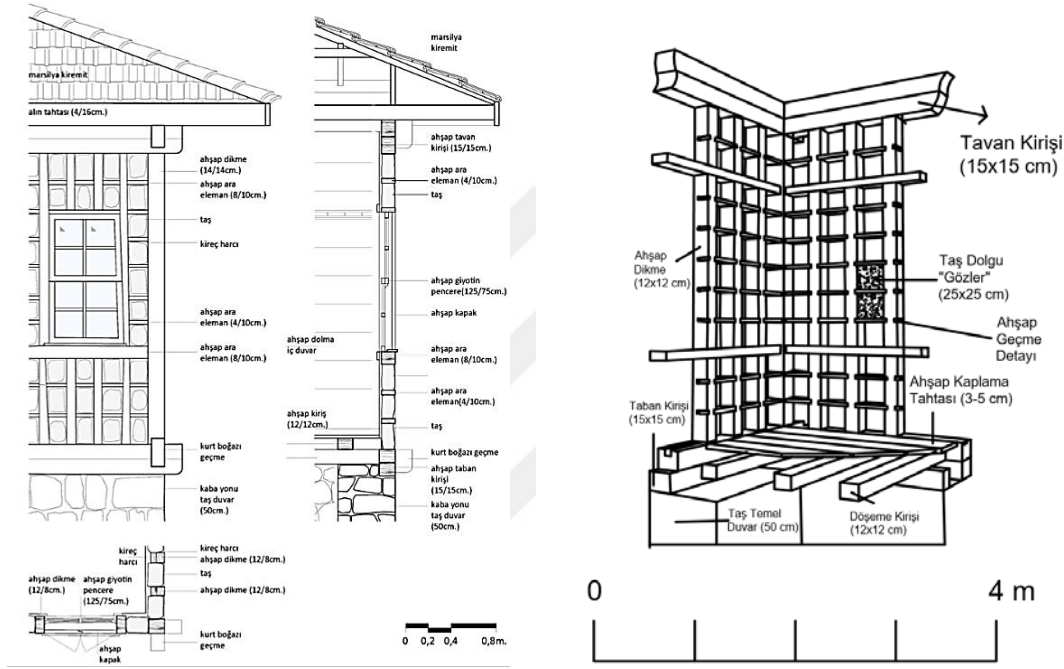 marsilya kiremit
alın tahtası (4/16cm.)
ahşap dikme
(14/14cm.)
ahşap ara
eleman (8/10cm.)
taş
kireç harcı
ahşap ara
eleman (4/10cm.)
ahşap ara
eleman (8/10cm.)
kurt boğazı
geçme
kaba yonu
taş duvar
(50cm.)
marsilya
kiremit
ahşap tavan
kirişi (15/15cm.)
ahşap ara
eleman (4/10cm.)
taş
ahşap giyotin
pencere(125/75cm.)
ahşap kapak
ahşap dolma
iç duvar
ahşap ara
eleman (8/10cm.)
ahşap ara
eleman(4/10cm.)
ahşap kiriş
(12/12cm.)
taş
kurt boğazı geçme
ahşap taban
kirişi
(15/15cm.)
kaba yonu
taş duvar
(50cm.)
kireç
harcı
kireç harcı
ahşap dikme (12/8cm.)
taş
ahşap dikme
(12/8cm.)
ahşap giyotin
pencere
(125/75cm.)
ahşap dikme (12/8cm.)
kurt boğazı
geçme
ahşap
kapak
0 0,2 0,4 0,8m.
Tavan Kirişi
(15x15 cm)
Ahşap
Dikme
(12x12 cm)
Taş Dolgu
"Gözler"
(25x25 cm)
Ahşap
Geçme
Detayı
Ahşap Kaplama
Tahtası (3-5 cm)
Taban Kirişi
(15x15 cm)
Taş Temel
Duvar (50 cm)
Döşeme Kirişi
(12x12 cm)
0 4 m